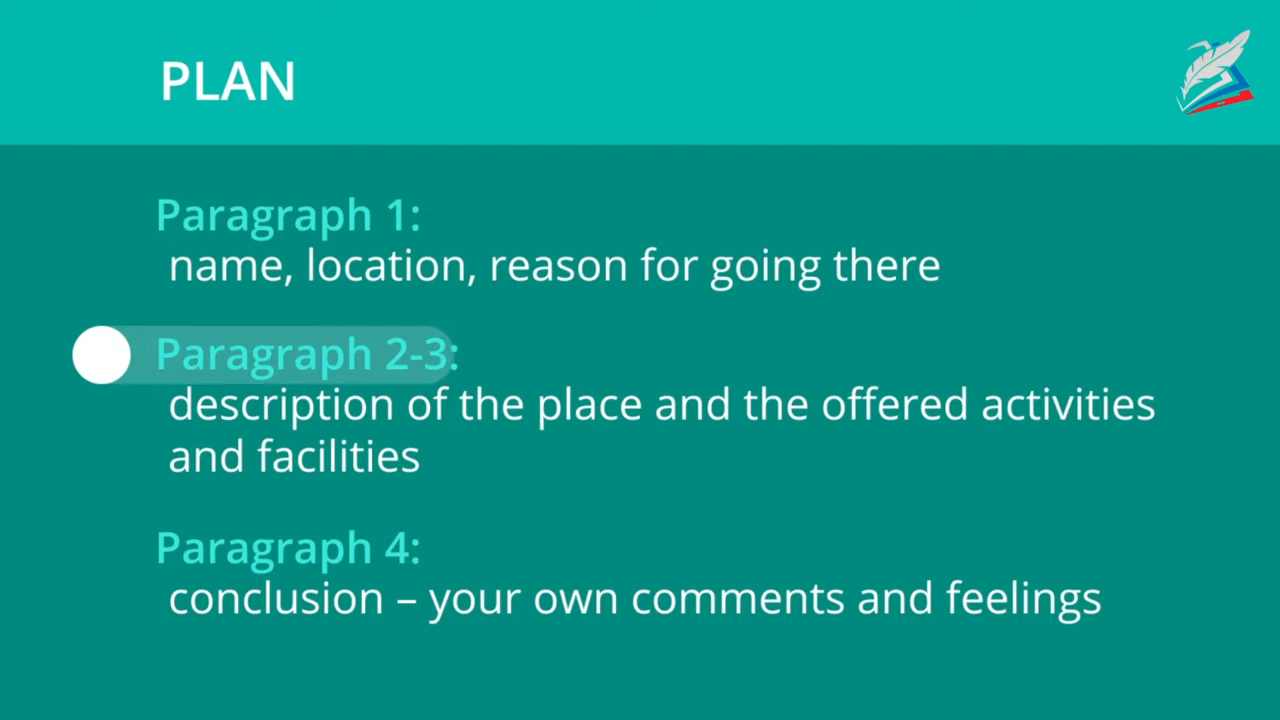 PLAN
Paragraph 1:
name, location, reason for going there
Paragraph 2-3:
description of the place and the offered activities
and facilities
Paragraph 4:
conclusion – your own comments and feelings